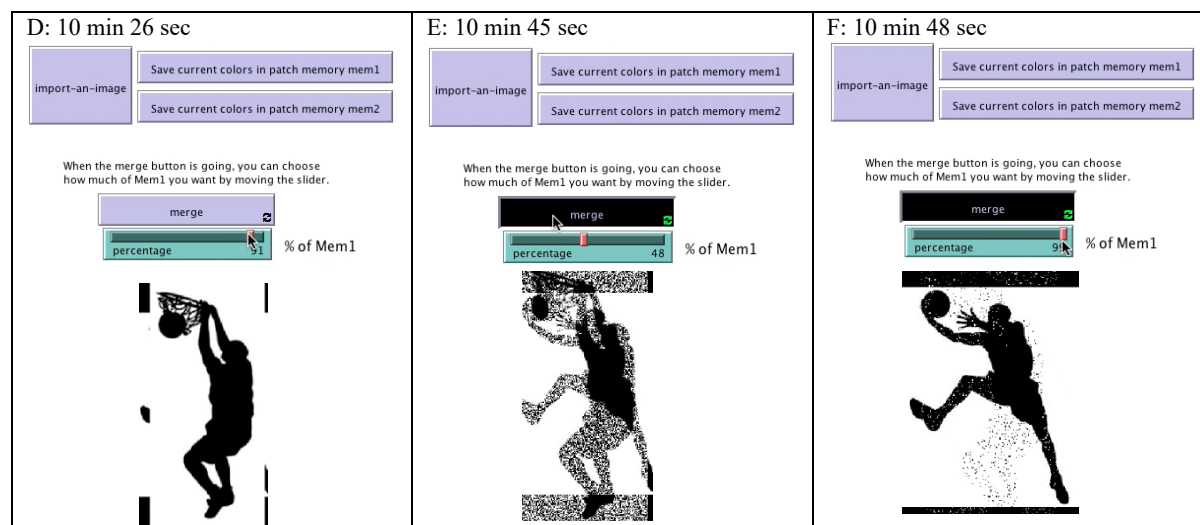 D: 10 min 26 sec
import-an-image
Save current colors in patch memory mem1
Save current colors in patch memory mem2
When the merge button is going, you can choose
how much of Mem1 you want by moving the slider.
merge
percentage 91
% of Mem1
E: 10 min 45 sec
import-an-image
Save current colors in patch memory mem1
Save current colors in patch memory mem2
When the merge button is going, you can choose
how much of Mem1 you want by moving the slider.
merge
percentage 48
% of Mem1
F: 10 min 48 sec
import-an-image
Save current colors in patch memory mem1
Save current colors in patch memory mem2
When the merge button is going, you can choose
how much of Mem1 you want by moving the slider.
merge
percentage
% of Mem1